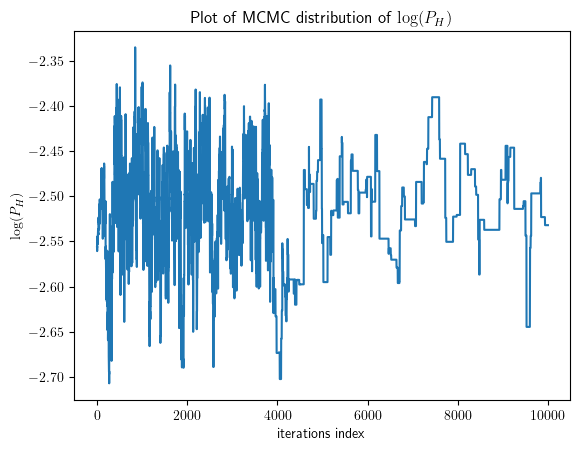 Plot of MCMC distribution of log(P_H)
−2.35
−2.40
−2.45
−2.50
−2.55
−2.60
−2.65
−2.70
log(P_H)
0 2000 4000 6000 8000 10000
iterations index